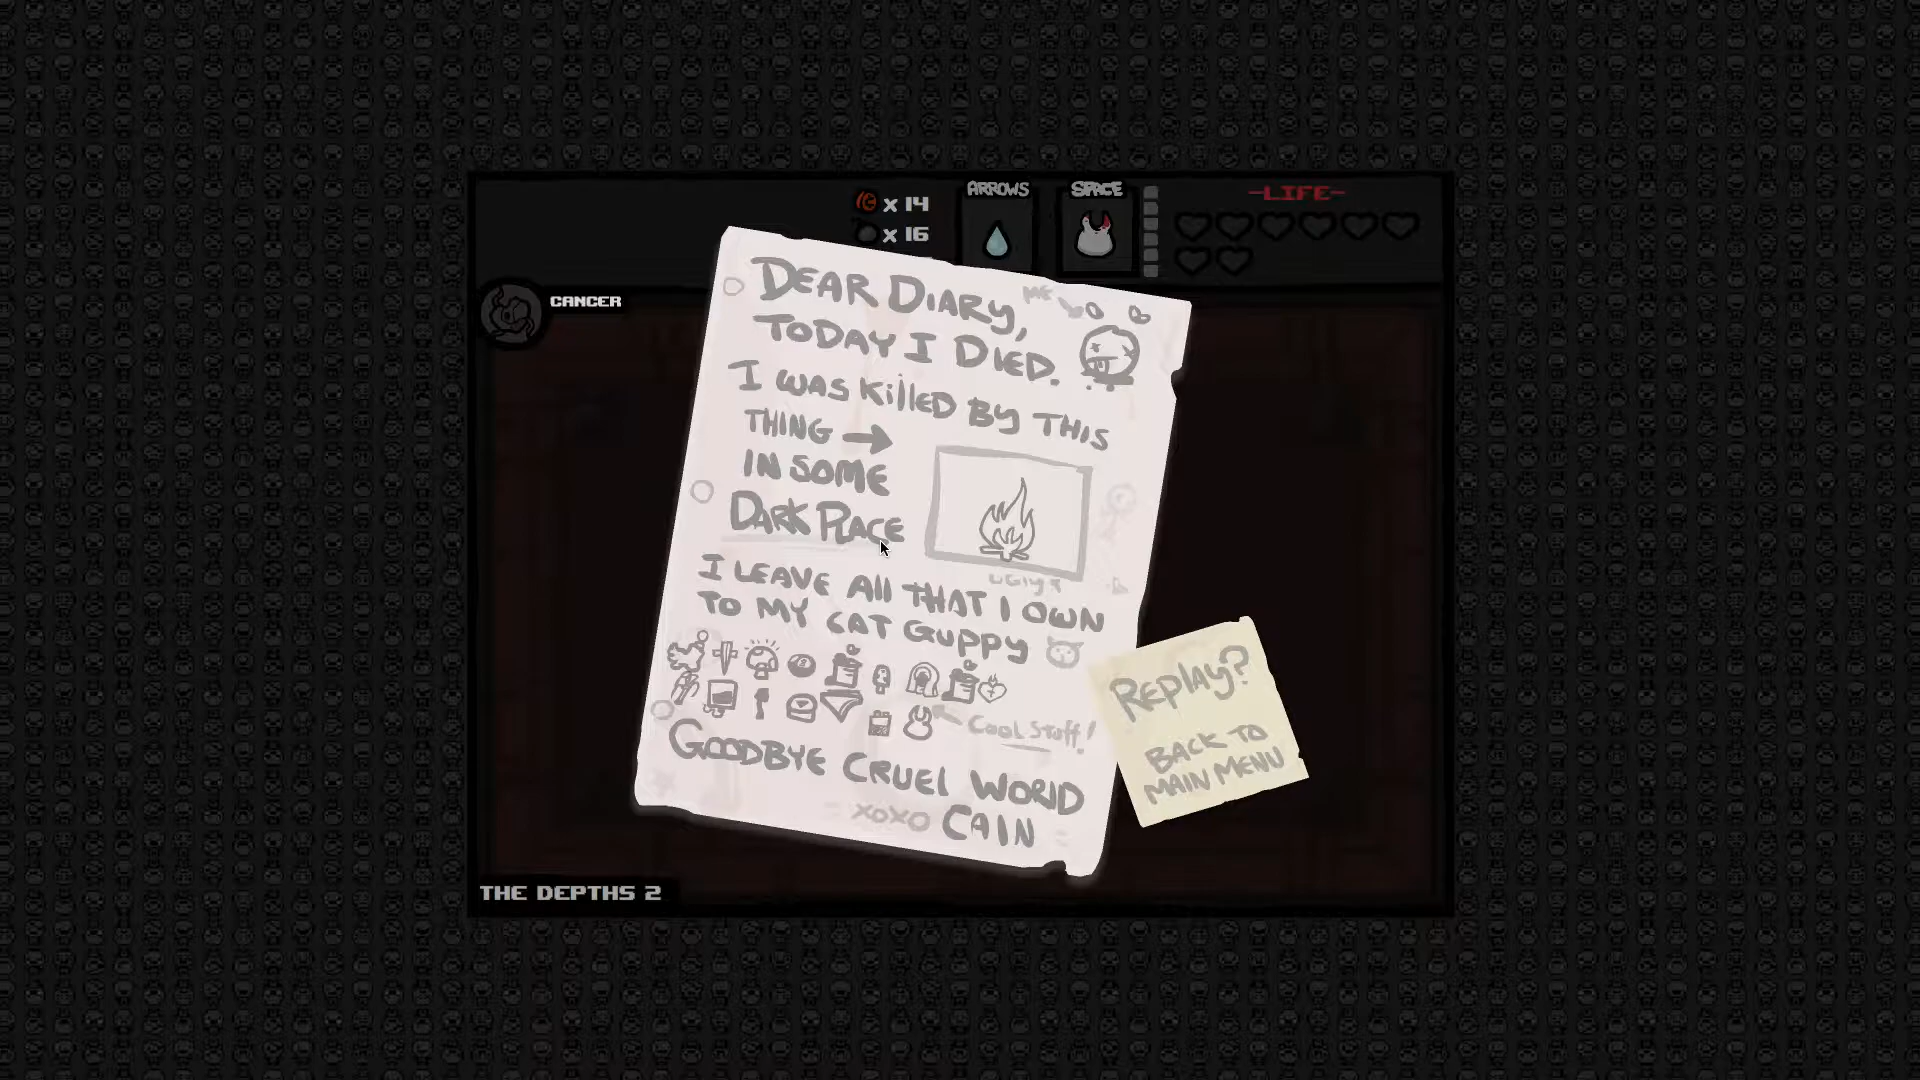 ARROWS
SPACE
-LIFE-
x 14
x 16
CANCER
DEAR DIARY,
ME
TODAY I DIED.
I WAS KillED BY THIS
THING →
IN SOME
DARK PLACE
UGLY
I LEAVE All THAT I OWN
TO MY CAT GUPPY
COOL STUFF!
GOODBYE CRUEL WORLD
XOXO CAIN
REPLAY?
BACK TO
MAIN MENU
THE DEPTHS 2